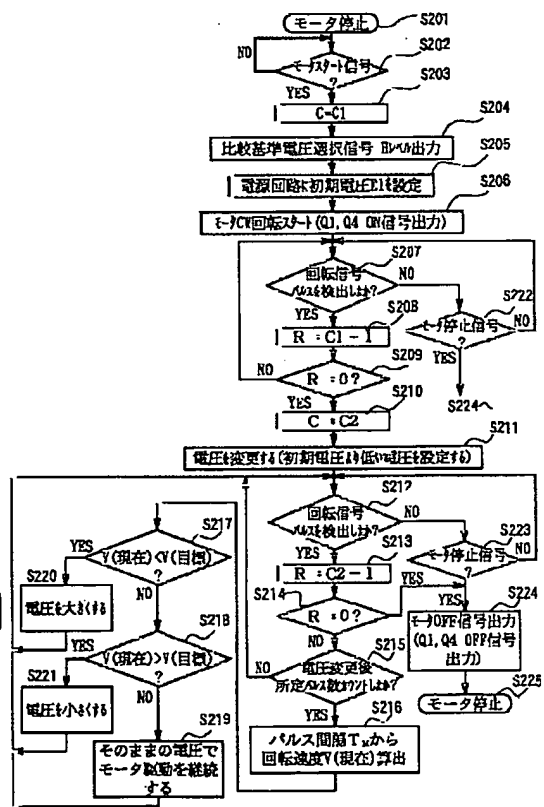 モータ停止
S201
NO
S202
モータスタート信号
?
YES
S203
C=C1
S204
比較基準電圧選択信号 Hレベル出力
S205
電源回路に初期電圧E1を設定
S206
モータCW回転スタート(Q1, Q4 ON信号出力)
S207
回転信号
パルスを検出しましたか?
NO
YES
S222
モータ停止信号
?
NO
YES
S224へ
S208
R = C1 - 1
S209
NO
R = 0 ?
YES
S210
C = C2
S211
電圧を変更する(初期電圧より低い電圧を設定する)
S212
回転信号
パルスを検出しましたか?
NO
YES
S223
モータ停止信号
?
NO
YES
S213
R = C2 - 1
S214
R = 0 ?
YES
NO
S215
電圧変更後
所定パルス数カウントしましたか?
NO
YES
S216
パルス間隔 から
回転速度V(現在)算出
S217
V(現在)<V(目標)
?
YES
NO
S220
電圧を大きくする
S218
V(現在)>V(目標)
?
YES
NO
S221
電圧を小さくする
S219
そのままの電圧で
モータ駆動を継続
する
S224
モータOFF信号出力
(Q1, Q4 OFF信号
出力)
S225
モータ停止